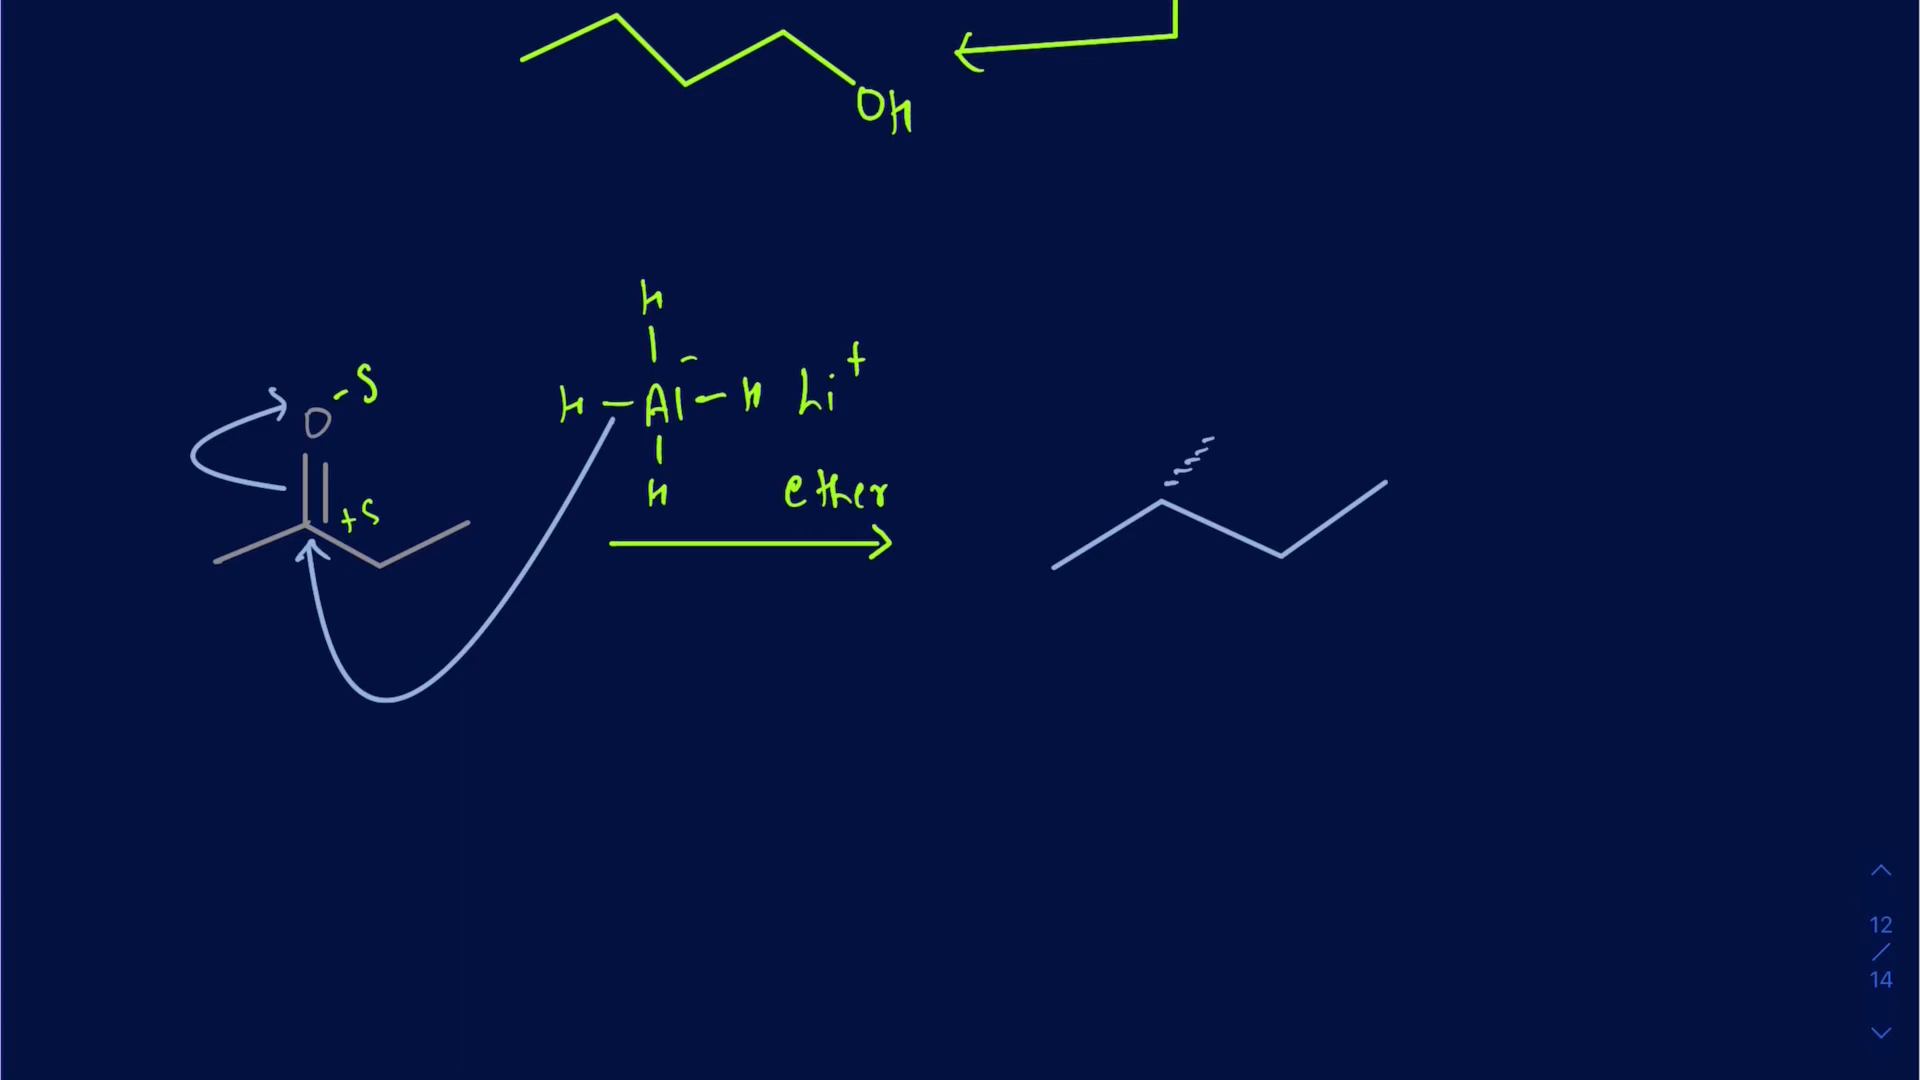 OH
H
-δ
O
H - Al⁻ - H Li⁺
+δ
H
ether
12
/
14